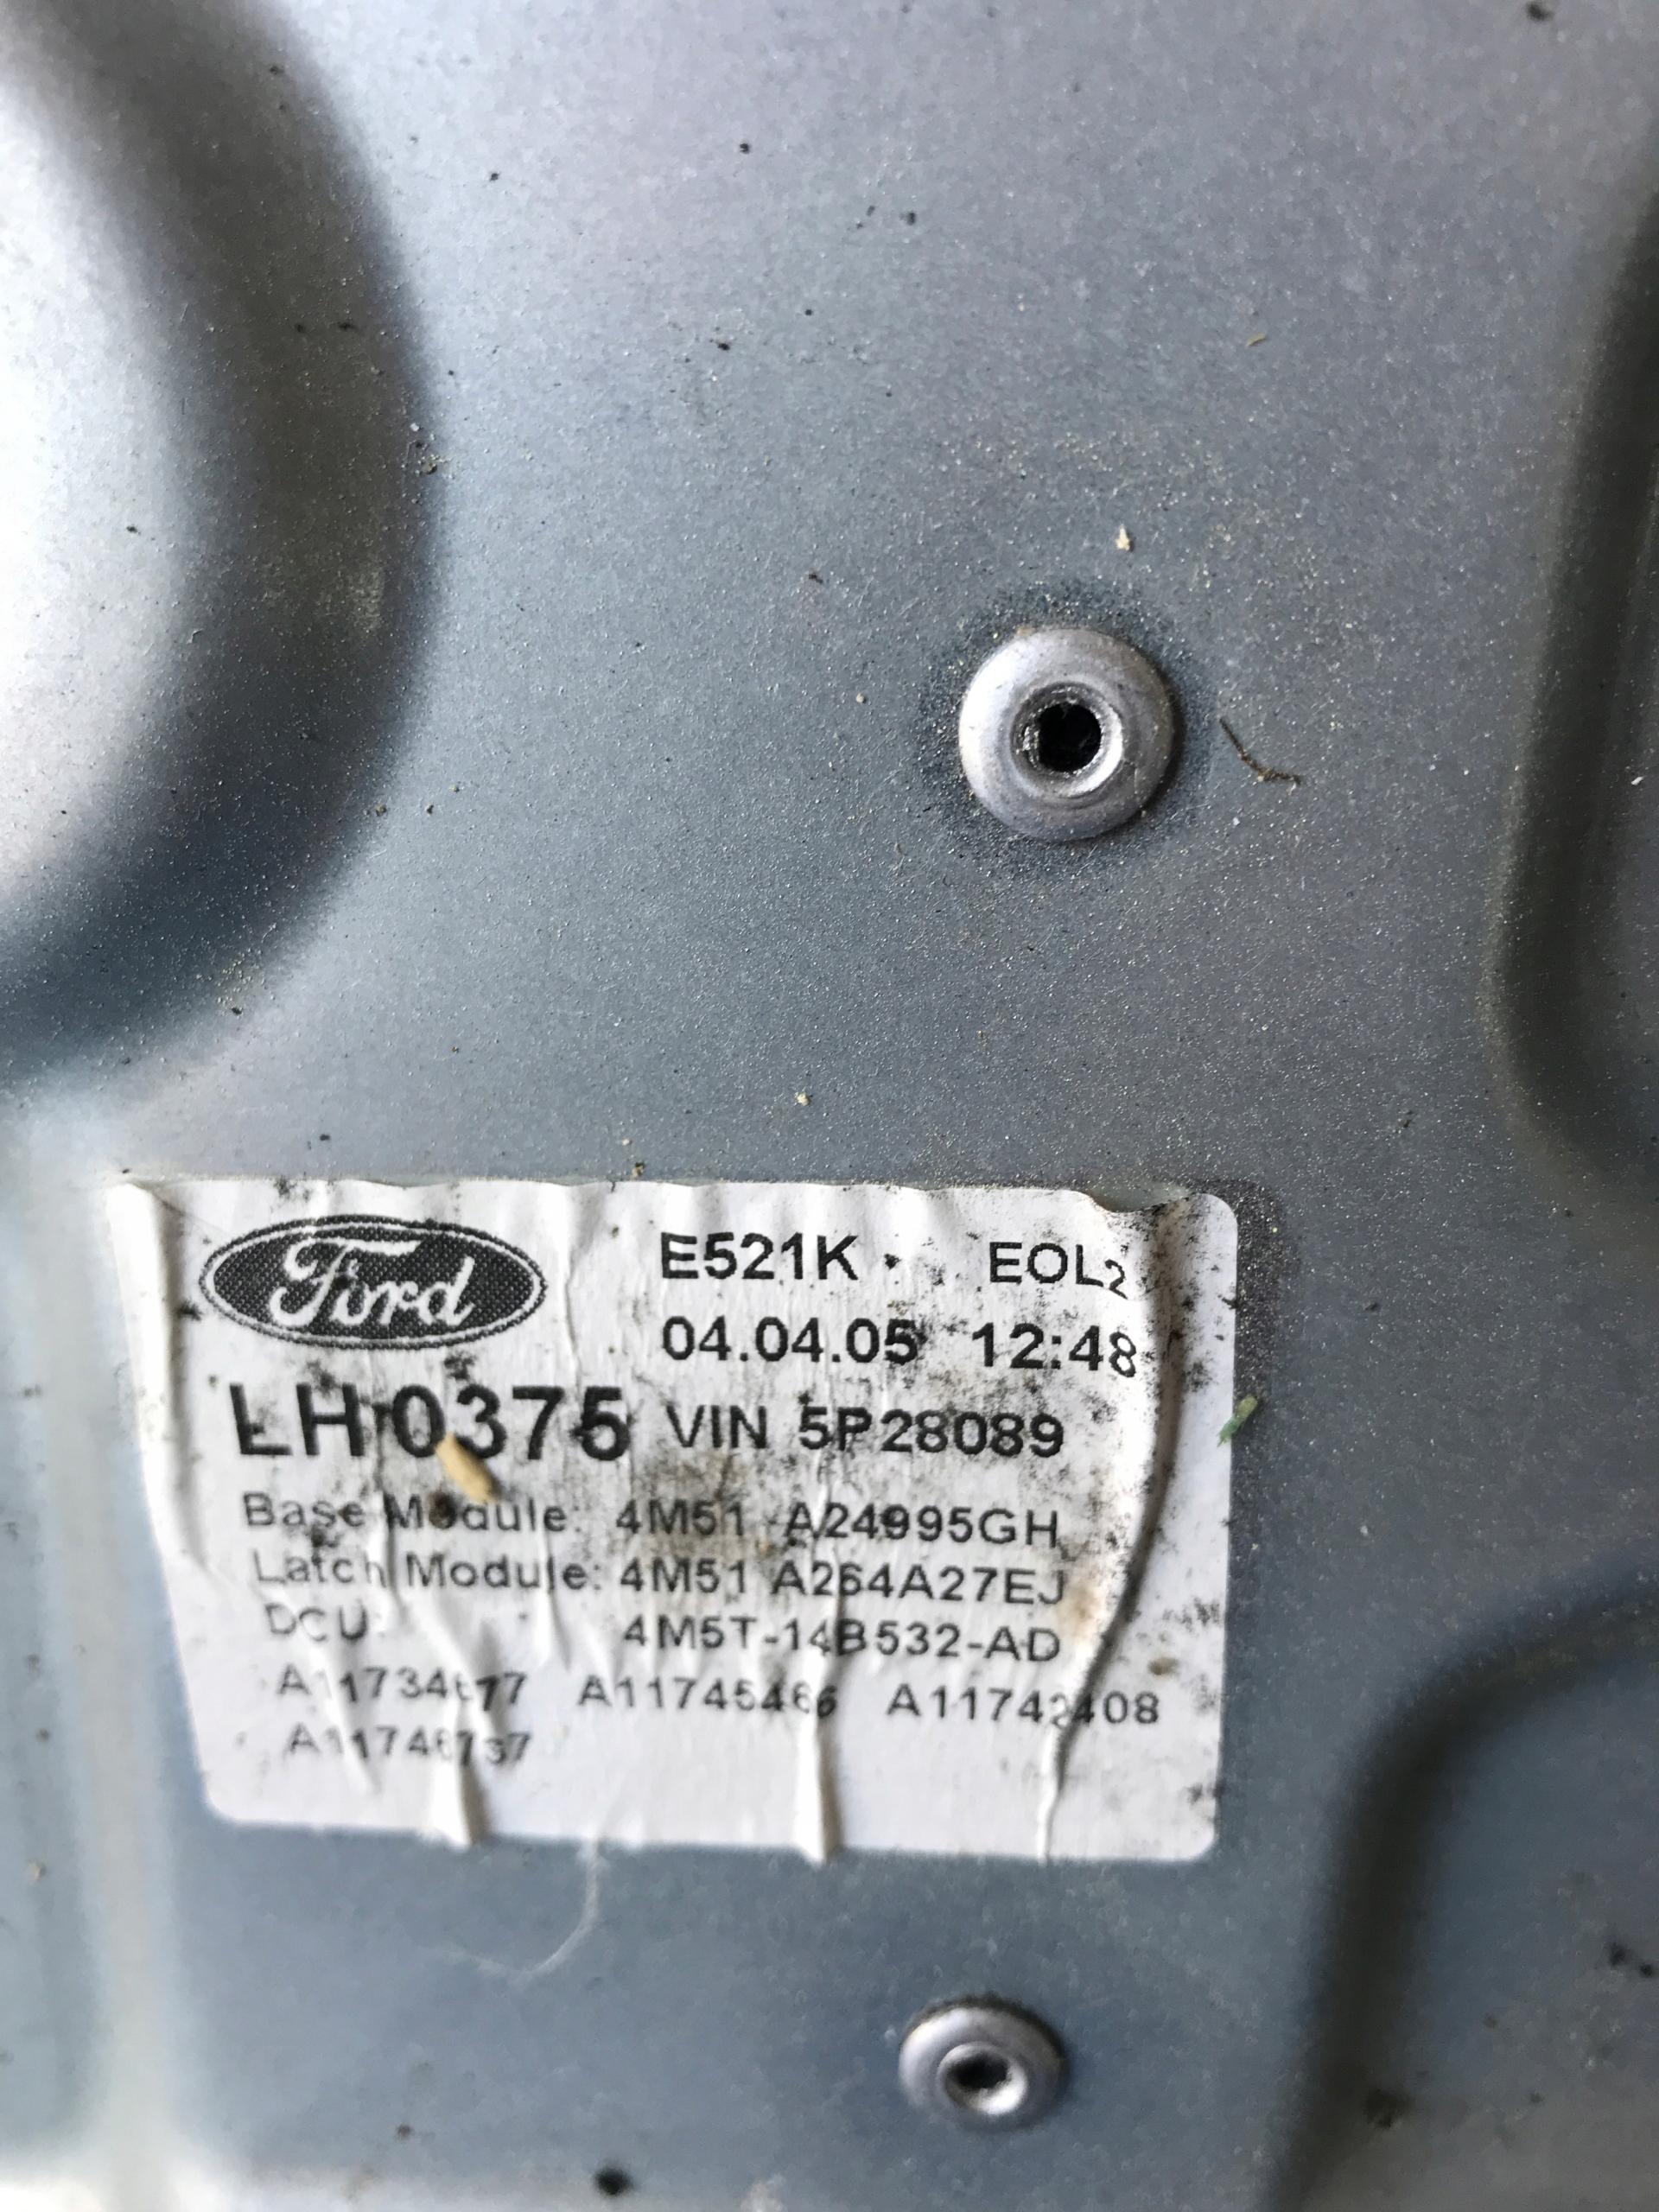 Ford E521K EOL2
04.04.05 12:48
LH0375 VIN 5P28089
Base Module: 4M51 A24995GH
Latch Module: 4M51 A264A27EJ
DCU: 4M5T-14B532-AD
A11742408